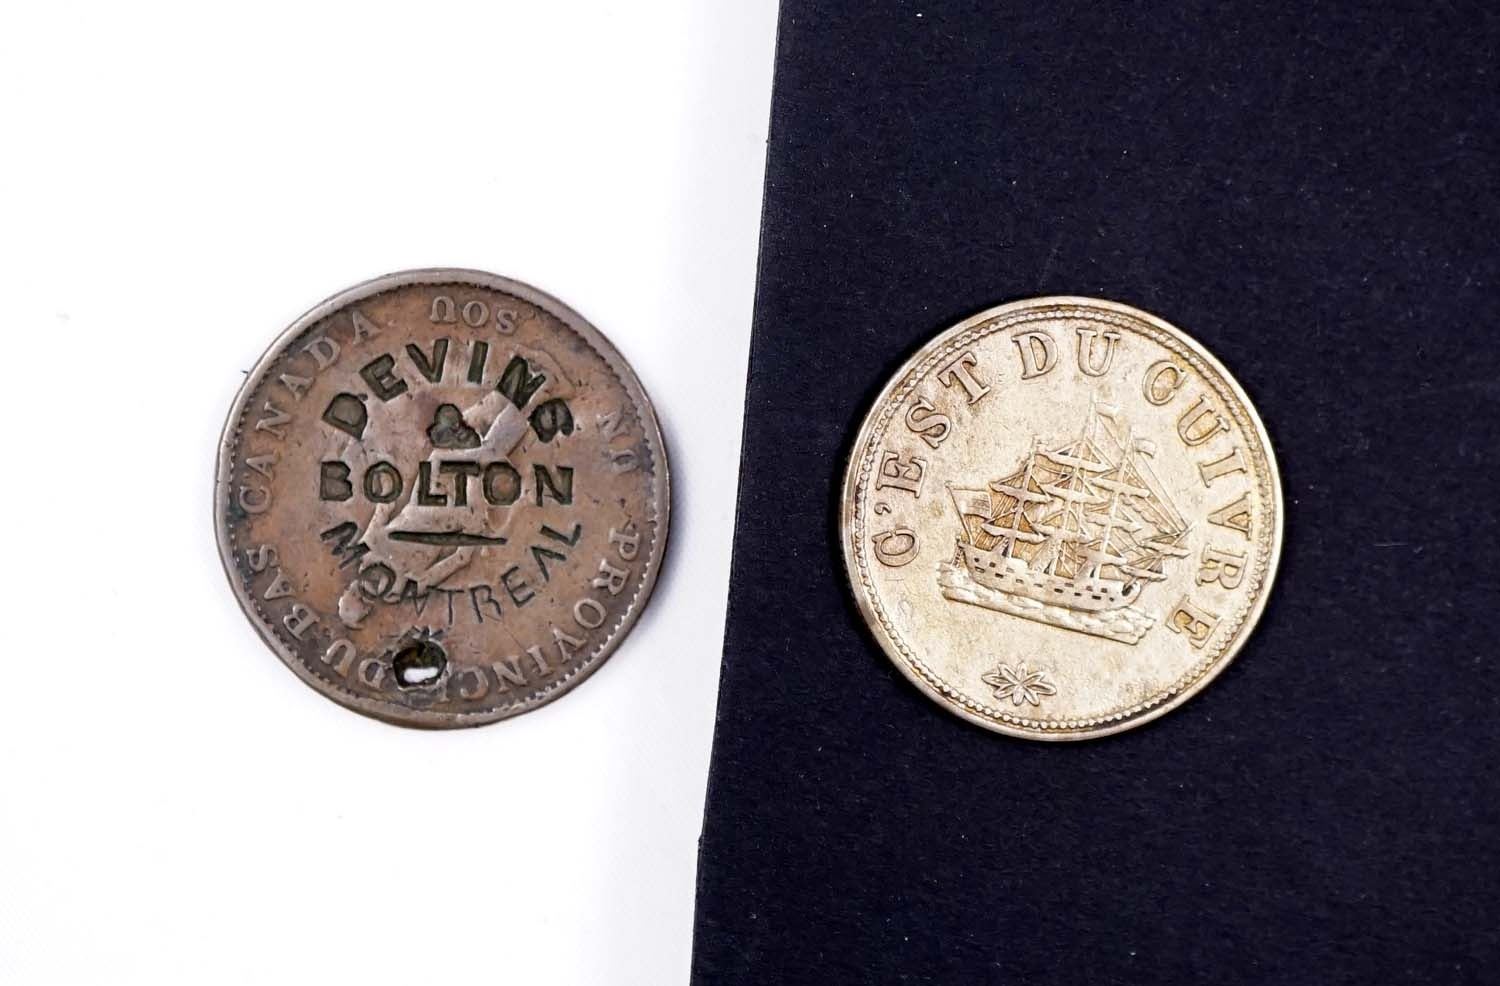 DEVINS
&
BOLTON
MONTREAL
PROVINCE DU BAS CANADA
UN SOU
C'EST DU CUIVRE